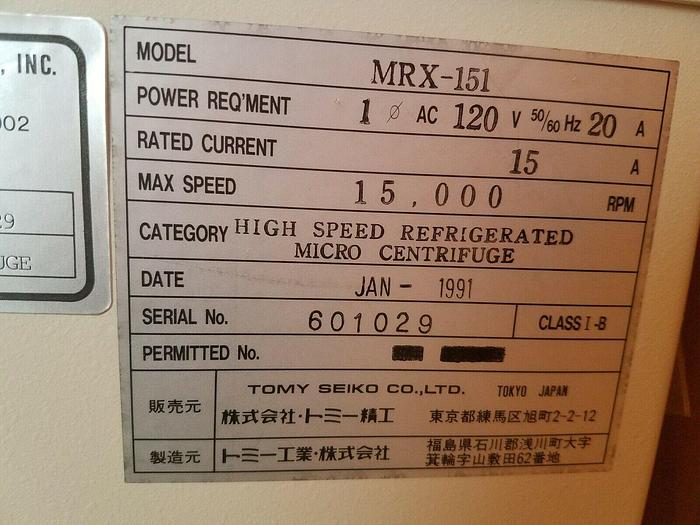 , INC.
002
29
UGE
MODEL MRX-151
POWER REQ'MENT 1 ø AC 120 V 50/60 Hz 20 A
RATED CURRENT 15 A
MAX SPEED 15,000 RPM
CATEGORY HIGH SPEED REFRIGERATED
MICRO CENTRIFUGE
DATE JAN - 1991
SERIAL No. 601029 CLASS I-B
PERMITTED No.
販売元 TOMY SEIKO CO.,LTD. TOKYO JAPAN
株式会社・トミー精工 東京都練馬区旭町2-2-12
製造元 トミー工業・株式会社 福島県石川郡浅川町大字
箕輪字山敷田62番地